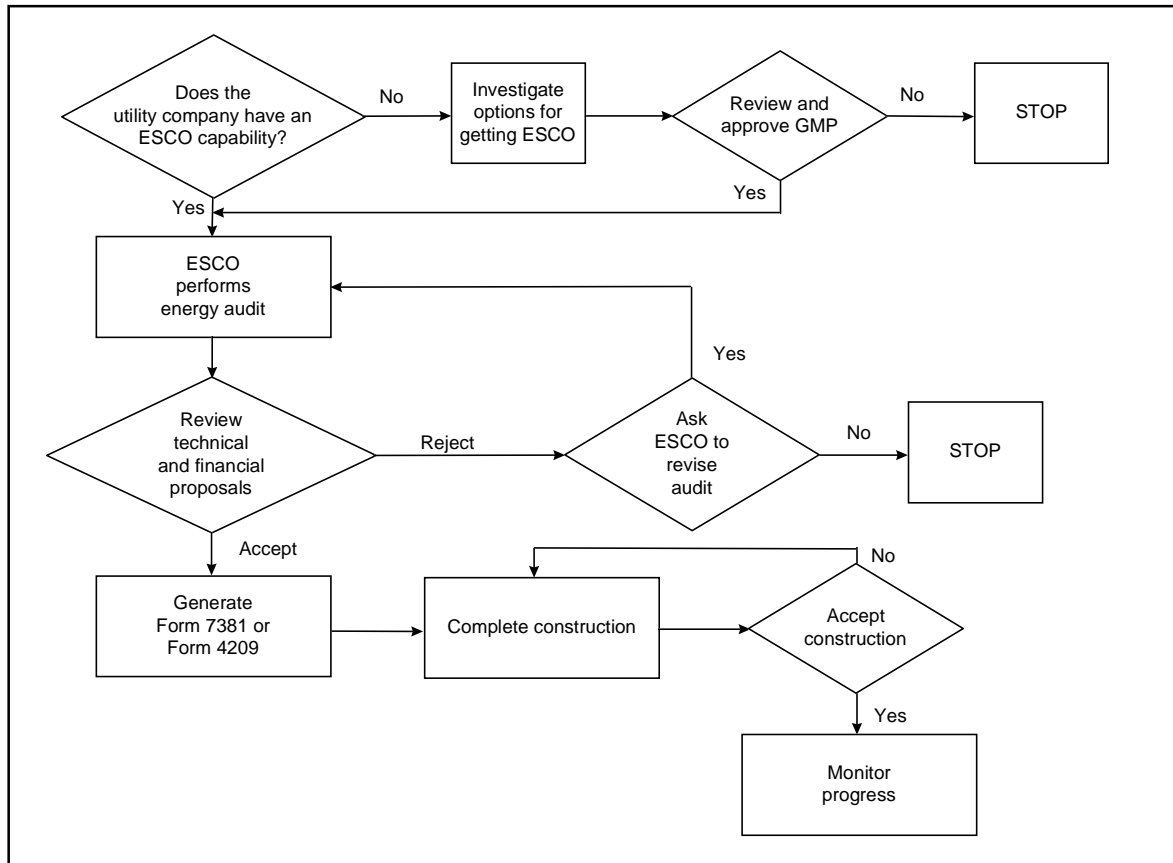 Does the
utility company have an
ESCO capability?
No
Investigate
options for
getting ESCO
Review and
approve GMP
No
STOP
Yes
Yes
ESCO
performs
energy audit
Yes
Review
technical
and financial
proposals
Reject
Ask
ESCO to
revise
audit
No
STOP
Accept
Generate
Form 7381 or
Form 4209
Complete construction
No
Accept
construction
Yes
Monitor
progress